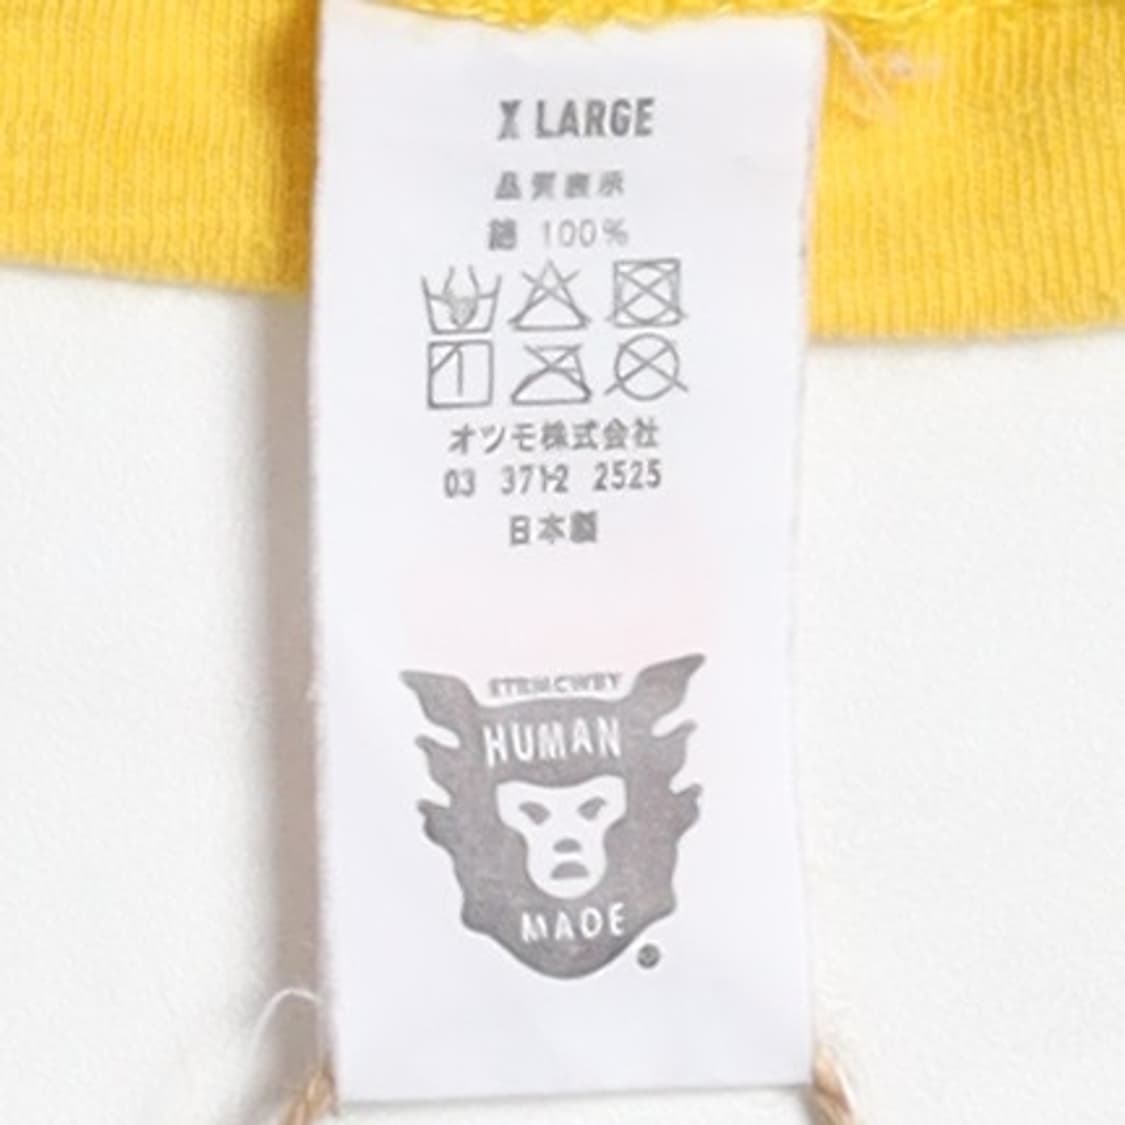 X LARGE
品質表示
綿 100%
オツモ株式会社
03 3712 2525
日本製
HUMAN
MADE